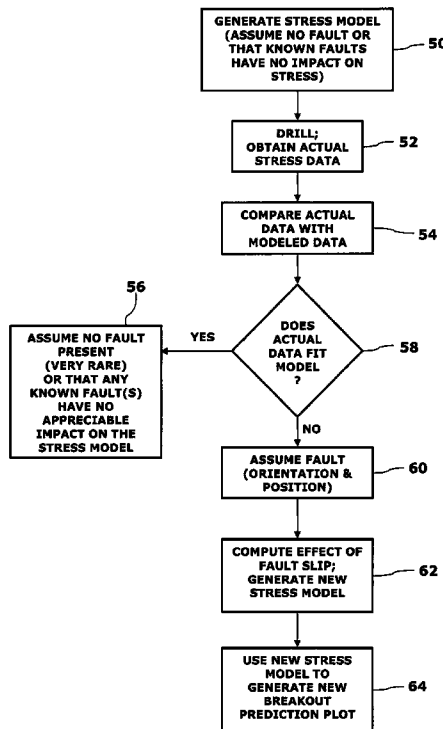 GENERATE STRESS MODEL
(ASSUME NO FAULT OR
THAT KNOWN FAULTS
HAVE NO IMPACT ON
STRESS)
50
DRILL;
OBTAIN ACTUAL
STRESS DATA
52
COMPARE ACTUAL
DATA WITH
MODELED DATA
54
56
DOES
ACTUAL
DATA FIT
MODEL
?
58
YES
ASSUME NO FAULT
PRESENT
(VERY RARE)
OR THAT ANY
KNOWN FAULT(S)
HAVE NO
APPRECIABLE
IMPACT ON THE
STRESS MODEL
NO
ASSUME FAULT
(ORIENTATION &
POSITION)
60
COMPUTE EFFECT OF
FAULT SLIP;
GENERATE NEW
STRESS MODEL
62
USE NEW STRESS
MODEL TO
GENERATE NEW
BREAKOUT
PREDICTION PLOT
64